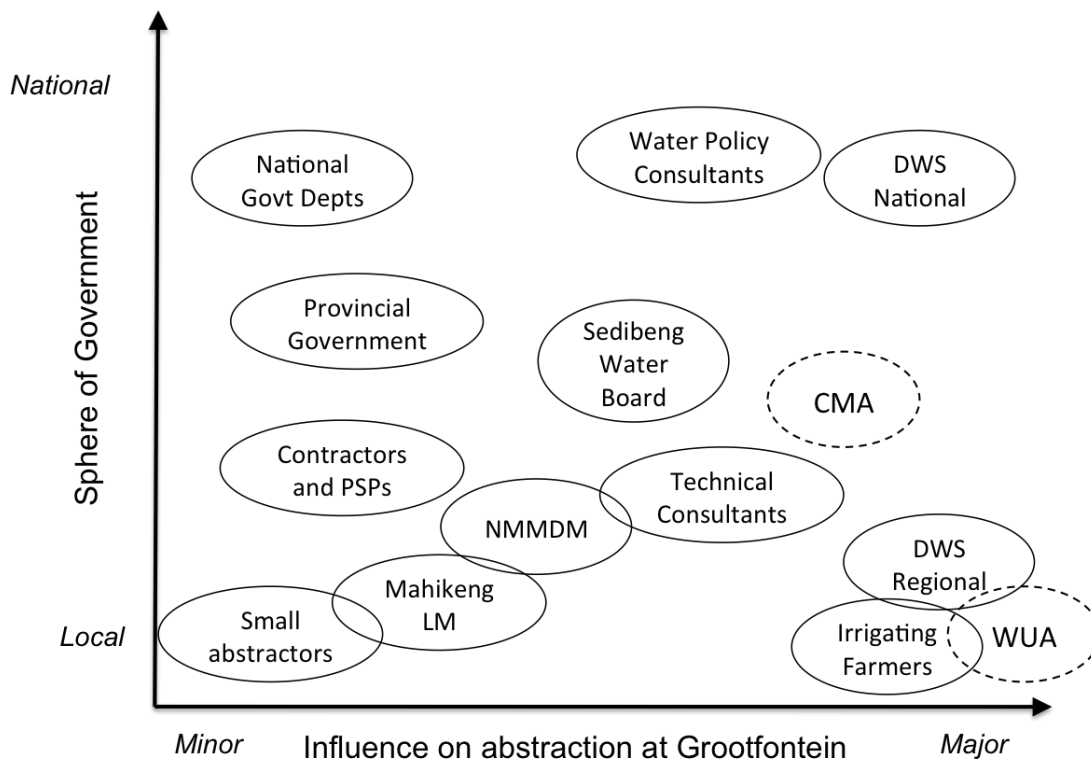 National
National
Govt Depts
Water Policy
Consultants
DWS
National
Sphere of Government
Provincial
Government
Sedibeng
Water
Board
CMA
Contractors
and PSPs
NMMDM
Technical
Consultants
DWS
Regional
Mahikeng
LM
Small
abstractors
Irrigating
Farmers
WUA
Local
Minor
Influence on abstraction at Grootfontein
Major